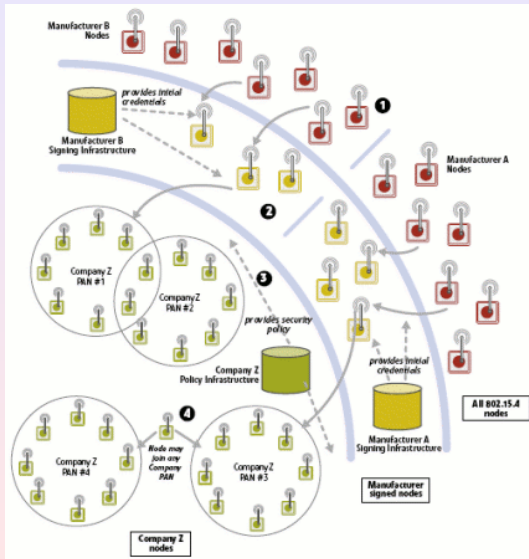 Manufacturer B
Nodes
provides initial
credentials
1
Manufacturer B
Signing Infrastructure
Manufacturer A
Nodes
2
Company Z
PAN #1
3
Company Z
PAN #2
provides security
policy
Company Z
Policy Infrastructure
provides initial
credentials
All 802.15.4
nodes
4
Manufacturer A
Signing Infrastructure
Node may
join any
Company
PAN
Company Z
PAN #4
Company Z
PAN #3
Manufacturer
signed nodes
Company Z
nodes